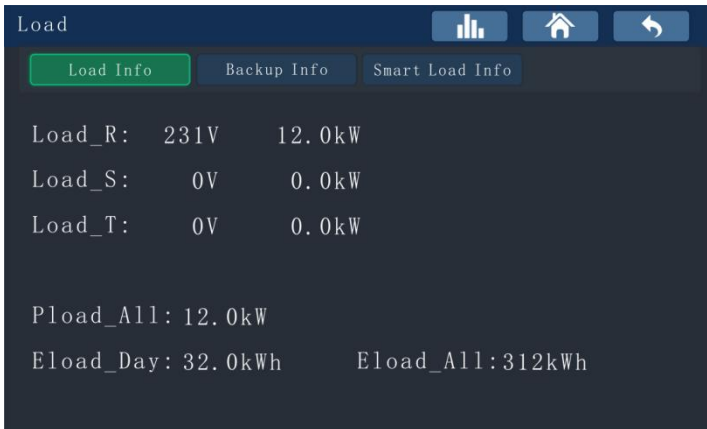 Load
Load Info Backup Info Smart Load Info
Load_R: 231V 12.0kW
Load_S: 0V 0.0kW
Load_T: 0V 0.0kW
Pload_All: 12.0kW
Eload_Day: 32.0kWh Eload_All:312kWh